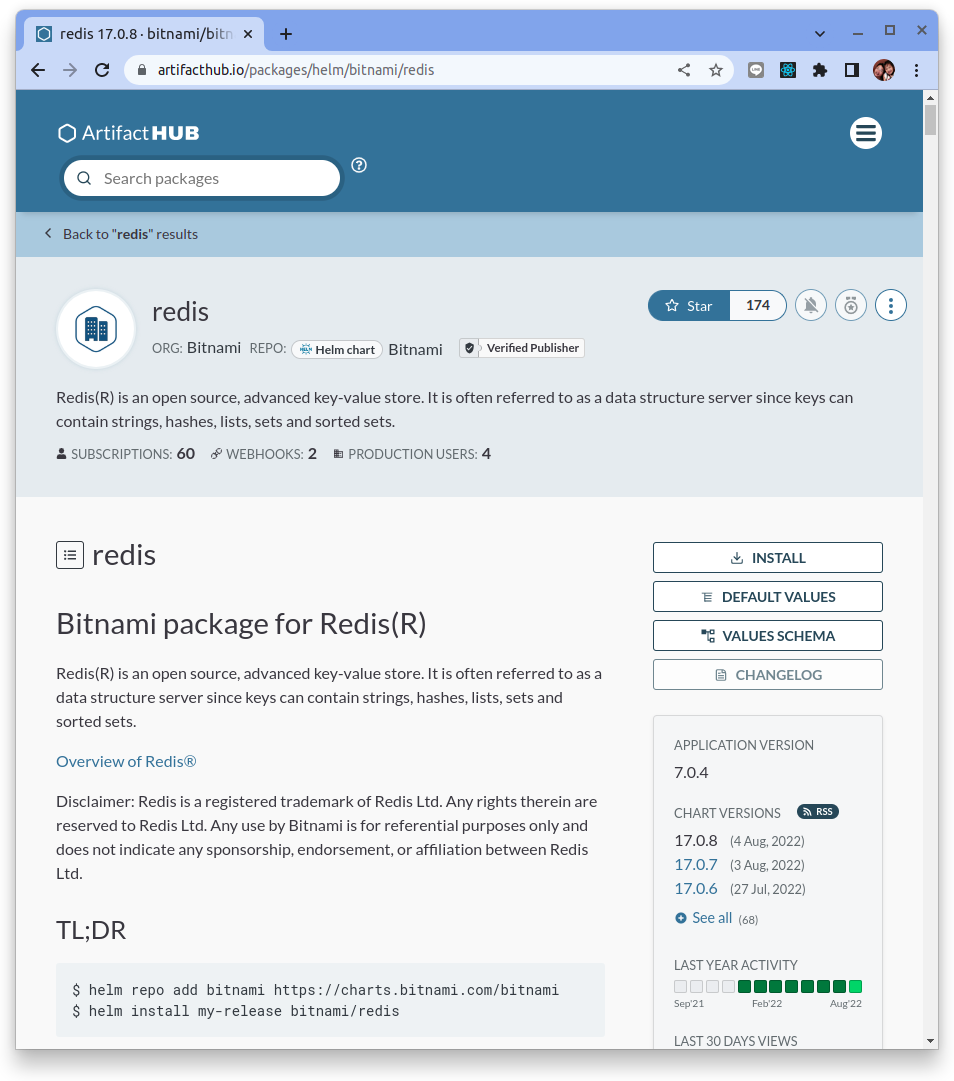 redis 17.0.8 · bitnami/bitn
artifacthub.io/packages/helm/bitnami/redis
ArtifactHUB
Search packages
Back to "redis" results
redis
Star 174
ORG: Bitnami REPO: Helm chart Bitnami Verified Publisher
Redis(R) is an open source, advanced key-value store. It is often referred to as a data structure server since keys can
contain strings, hashes, lists, sets and sorted sets.
SUBSCRIPTIONS: 60 WEBHOOKS: 2 PRODUCTION USERS: 4
redis
Bitnami package for Redis(R)
Redis(R) is an open source, advanced key-value store. It is often referred to as a
data structure server since keys can contain strings, hashes, lists, sets and
sorted sets.
Overview of Redis®
Disclaimer: Redis is a registered trademark of Redis Ltd. Any rights therein are
reserved to Redis Ltd. Any use by Bitnami is for referential purposes only and
does not indicate any sponsorship, endorsement, or affiliation between Redis
Ltd.
TL;DR
$ helm repo add bitnami https://charts.bitnami.com/bitnami
$ helm install my-release bitnami/redis
INSTALL
DEFAULT VALUES
VALUES SCHEMA
CHANGELOG
APPLICATION VERSION
7.0.4
CHART VERSIONS RSS
17.0.8 (4 Aug, 2022)
17.0.7 (3 Aug, 2022)
17.0.6 (27 Jul, 2022)
See all (68)
LAST YEAR ACTIVITY
Sep'21 Feb'22 Aug'22
LAST 30 DAYS VIEWS